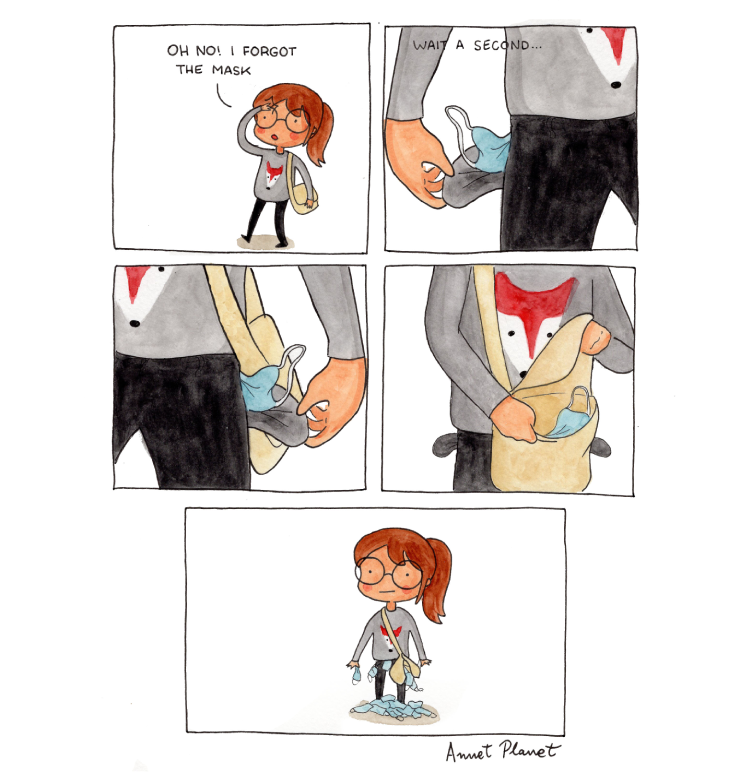 OH NO! I FORGOT
THE MASK
WAIT A SECOND...
Annet Planet